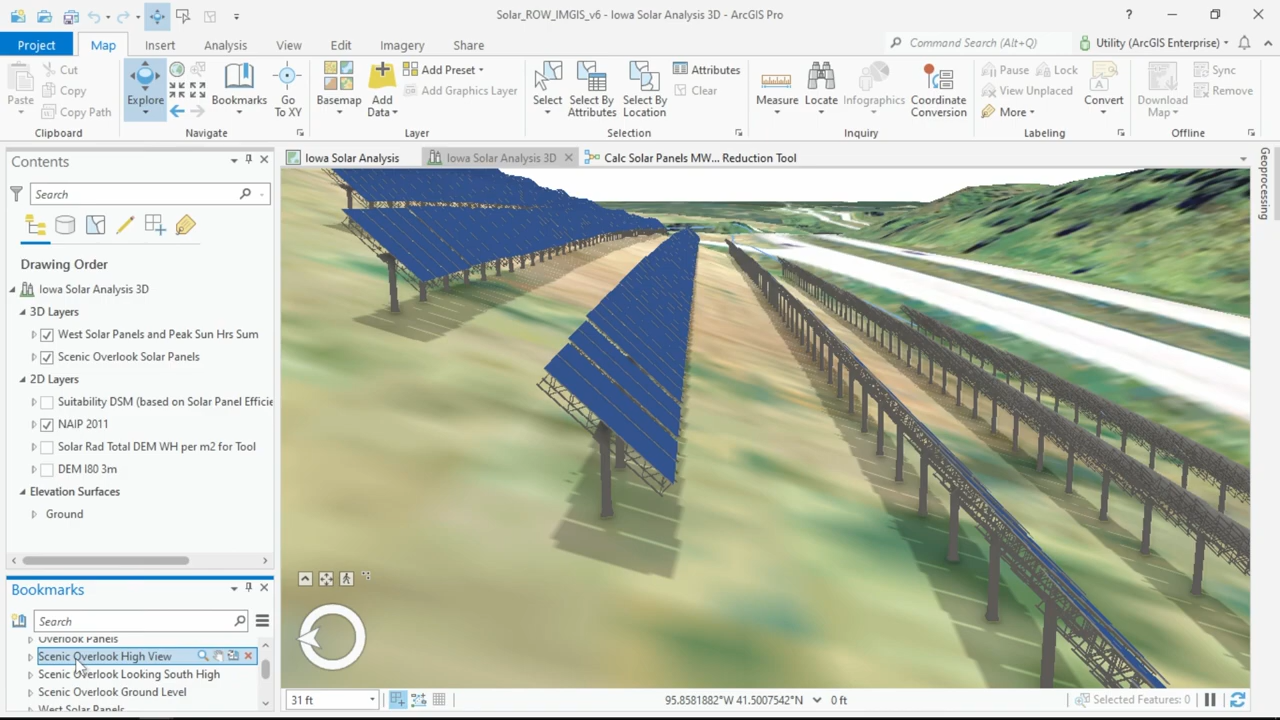 Solar_ROW_IMGIS_v6 - Iowa Solar Analysis 3D - ArcGIS Pro
?
Project Map Insert Analysis View Edit Imagery Share
Command Search (Alt+Q)
Utility (ArcGIS Enterprise)
Paste
Cut
Copy
Copy Path
Clipboard
Explore
Bookmarks
Go To XY
Navigate
Basemap
Add Data
Add Preset
Add Graphics Layer
Layer
Select
Select By Attributes
Select By Location
Attributes
Clear
Selection
Measure
Locate
Infographics
Coordinate Conversion
Inquiry
Pause
Lock
View Unplaced
More
Convert
Labeling
Download Map
Sync
Remove
Offline
Contents
Search
Drawing Order
Iowa Solar Analysis 3D
3D Layers
West Solar Panels and Peak Sun Hrs Sum
Scenic Overlook Solar Panels
2D Layers
Suitability DSM (based on Solar Panel Efficie
NAIP 2011
Solar Rad Total DEM WH per m2 for Tool
DEM I80 3m
Elevation Surfaces
Ground
Bookmarks
Search
Overlook Panels
Scenic Overlook High View
Scenic Overlook Looking South High
Scenic Overlook Ground Level
West Solar Panels
Iowa Solar Analysis
Iowa Solar Analysis 3D
Calc Solar Panels MW... Reduction Tool
Geoprocessing
31 ft
95.8581882°W 41.5007542°N
0 ft
Selected Features: 0